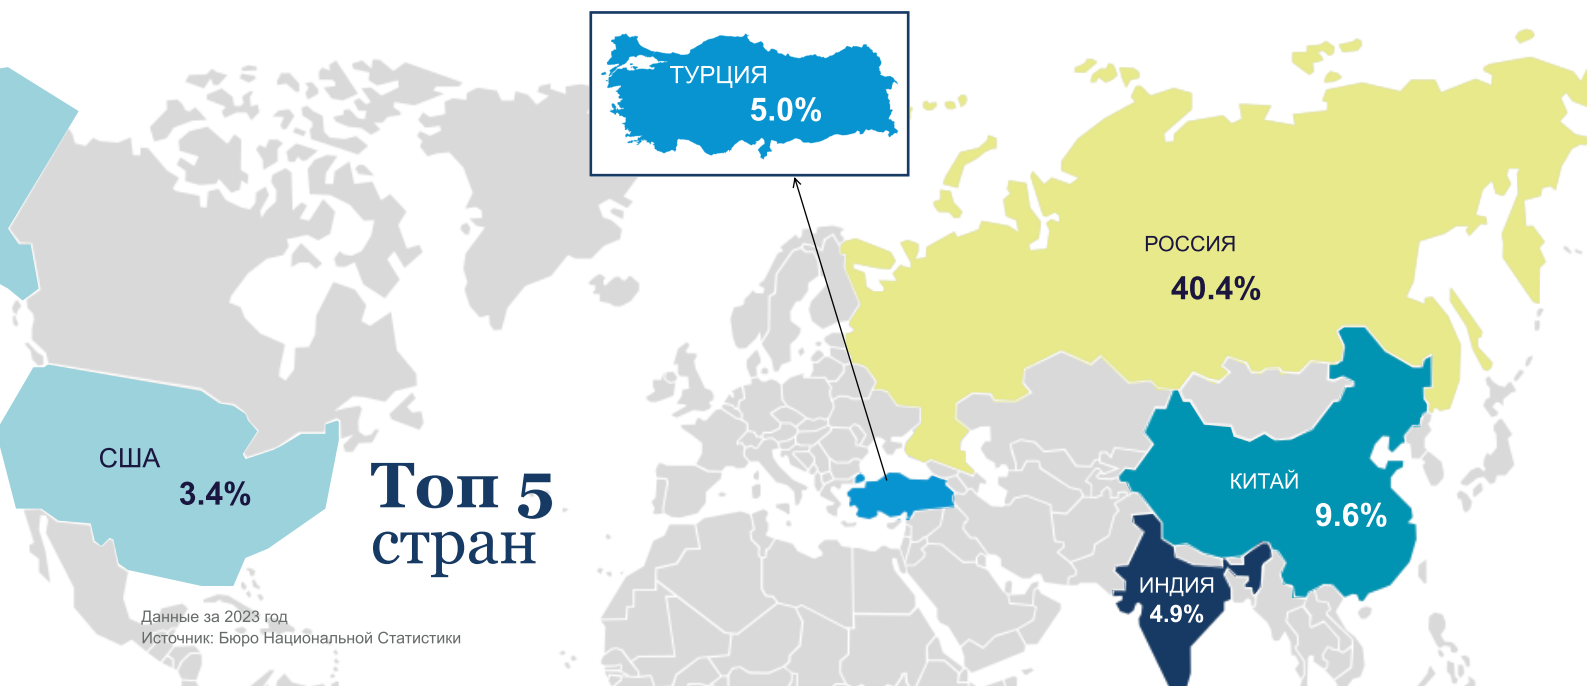 ТУРЦИЯ
5.0%
РОССИЯ
40.4%
США
3.4%
Топ 5
стран
КИТАЙ
9.6%
ИНДИЯ
4.9%
Данные за 2023 год
Источник: Бюро Национальной Статистики